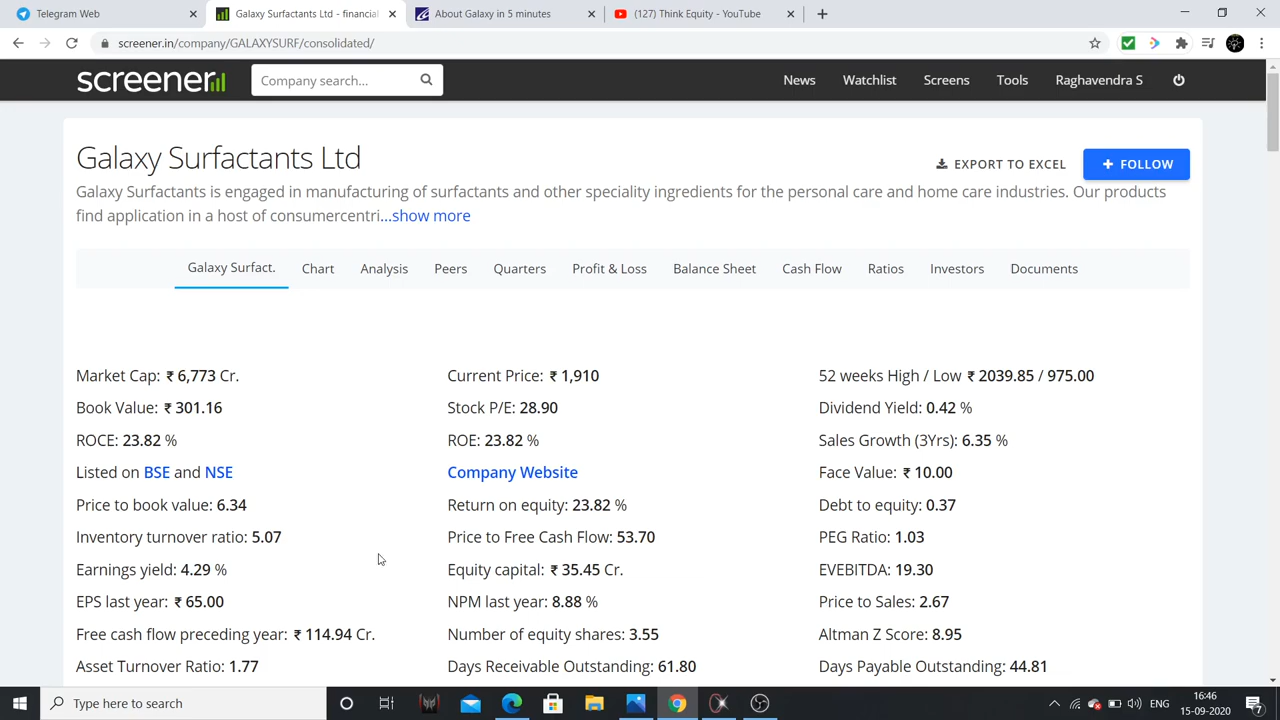 Telegram Web
Galaxy Surfactants Ltd - financial
About Galaxy in 5 minutes
(127) Think Equity - YouTube
screener.in/company/GALAXYSURF/consolidated/
screener
Company search...
News
Watchlist
Screens
Tools
Raghavendra S
Galaxy Surfactants Ltd
EXPORT TO EXCEL
+ FOLLOW
Galaxy Surfactants is engaged in manufacturing of surfactants and other speciality ingredients for the personal care and home care industries. Our products
find application in a host of consumercentri...show more
Galaxy Surfact.
Chart
Analysis
Peers
Quarters
Profit & Loss
Balance Sheet
Cash Flow
Ratios
Investors
Documents
Market Cap: ₹ 6,773 Cr.
Current Price: ₹ 1,910
52 weeks High / Low ₹ 2039.85 / 975.00
Book Value: ₹ 301.16
Stock P/E: 28.90
Dividend Yield: 0.42 %
ROCE: 23.82 %
ROE: 23.82 %
Sales Growth (3Yrs): 6.35 %
Listed on BSE and NSE
Company Website
Face Value: ₹ 10.00
Price to book value: 6.34
Return on equity: 23.82 %
Debt to equity: 0.37
Inventory turnover ratio: 5.07
Price to Free Cash Flow: 53.70
PEG Ratio: 1.03
Earnings yield: 4.29 %
Equity capital: ₹ 35.45 Cr.
EVEBITDA: 19.30
EPS last year: ₹ 65.00
NPM last year: 8.88 %
Price to Sales: 2.67
Free cash flow preceding year: ₹ 114.94 Cr.
Number of equity shares: 3.55
Altman Z Score: 8.95
Asset Turnover Ratio: 1.77
Days Receivable Outstanding: 61.80
Days Payable Outstanding: 44.81
Type here to search
ENG
16:46
15-09-2020
7